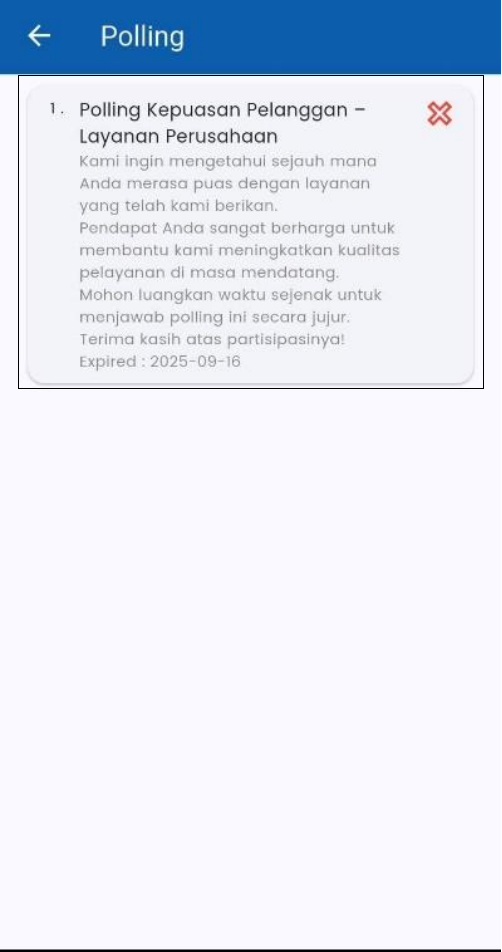 Polling
1. Polling Kepuasan Pelanggan –
Layanan Perusahaan
Kami ingin mengetahui sejauh mana
Anda merasa puas dengan layanan
yang telah kami berikan.
Pendapat Anda sangat berharga untuk
membantu kami meningkatkan kualitas
pelayanan di masa mendatang.
Mohon luangkan waktu sejenak untuk
menjawab polling ini secara jujur.
Terima kasih atas partisipasinya!
Expired : 2025-09-16